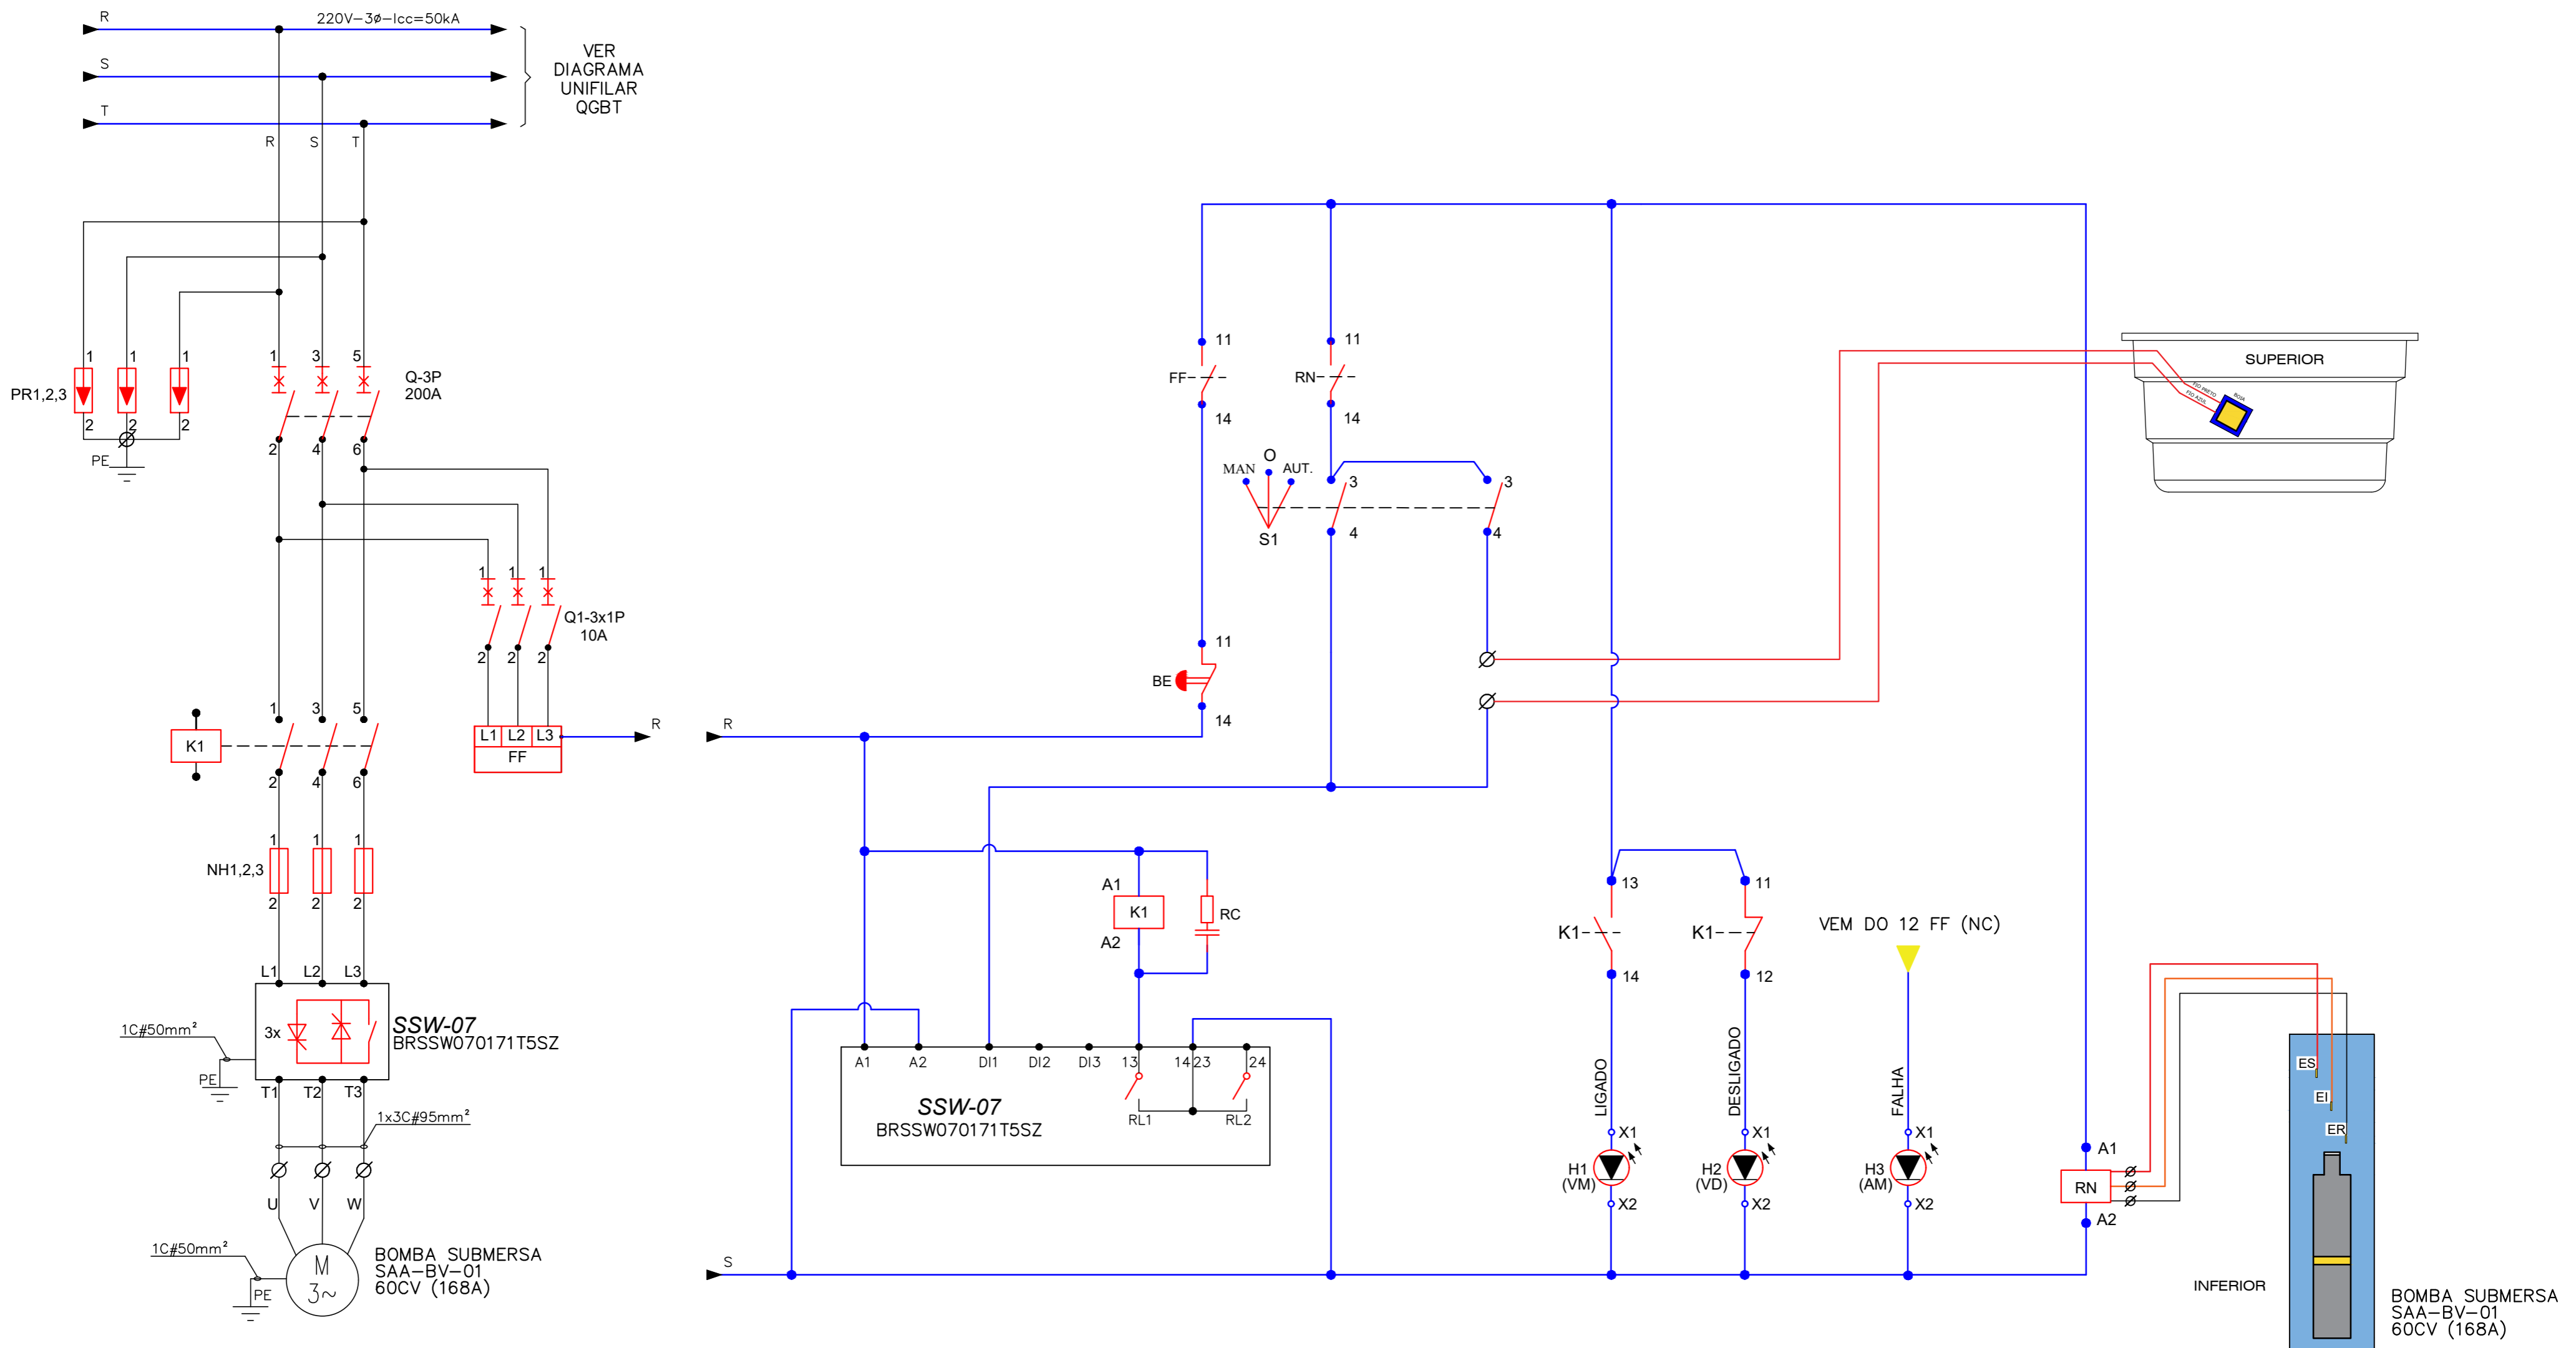 R
220V-3ø-Icc=50kA
S
T
VER
DIAGRAMA
UNIFILAR
QGBT
R
S
T
PR1,2,3
1
1
1
2
2
2
PE
1
3
5
Q-3P
200A
2
4
6
1
1
1
Q1-3x1P
10A
2
2
2
L1
L2
L3
FF
R
K1
1
3
5
2
4
6
NH1,2,3
1
1
1
2
2
2
L1
L2
L3
3x
SSW-07
BRSSW070171T5SZ
1C#50mm²
PE
T1
T2
T3
1x3C#95mm²
U
V
W
1C#50mm²
PE
M
3~
BOMBA SUBMERSA
SAA-BV-01
60CV (168A)
R
11
FF
14
11
RN
14
MAN
O
AUT.
S1
3
4
3
4
11
BE
14
A1
K1
A2
RC
A1
A2
DI1
DI2
DI3
13
14
23
24
RL1
RL2
SSW-07
BRSSW070171T5SZ
S
13
K1
14
LIGADO
X1
H1
(VM)
X2
11
K1
12
DESLIGADO
X1
H2
(VD)
X2
VEM DO 12 FF (NC)
FALHA
X1
H3
(AM)
X2
A1
RN
A2
SUPERIOR
FIO PRETO
FIO AZUL
BOIA
ES
EI
ER
INFERIOR
BOMBA SUBMERSA
SAA-BV-01
60CV (168A)